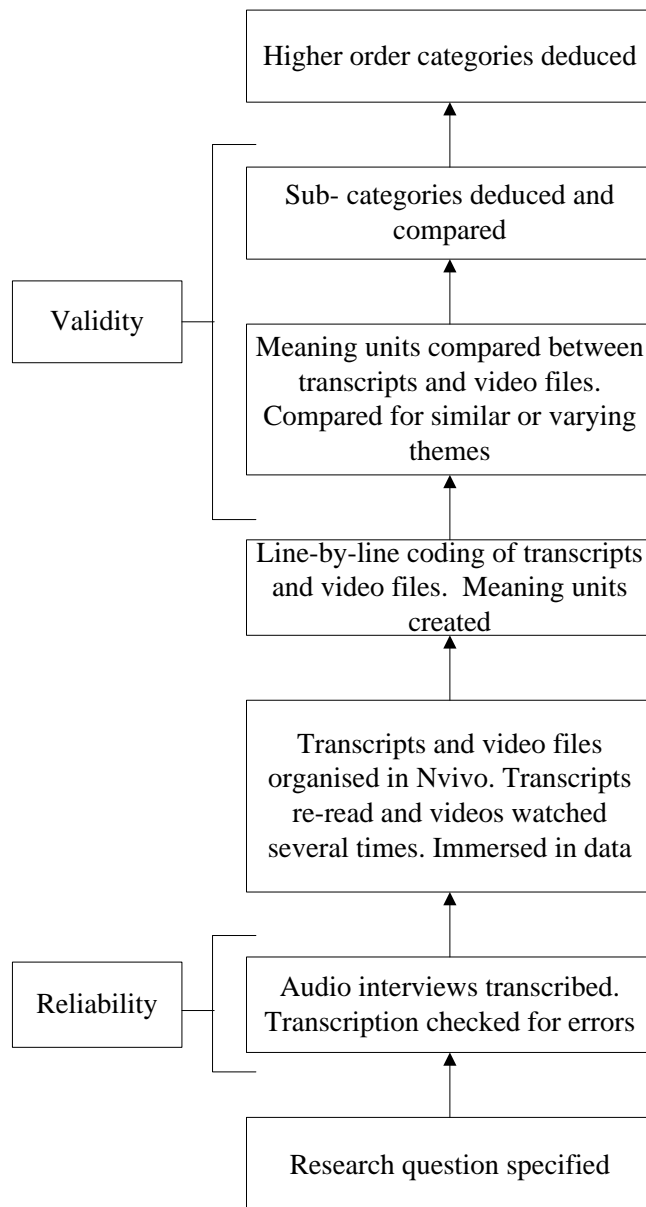 Higher order categories deduced
Sub- categories deduced and
compared
Validity
Meaning units compared between
transcripts and video files.
Compared for similar or varying
themes
Line-by-line coding of transcripts
and video files.  Meaning units
created
Transcripts and video files
organised in Nvivo. Transcripts
re-read and videos watched
several times. Immersed in data
Reliability
Audio interviews transcribed.
Transcription checked for errors
Research question specified